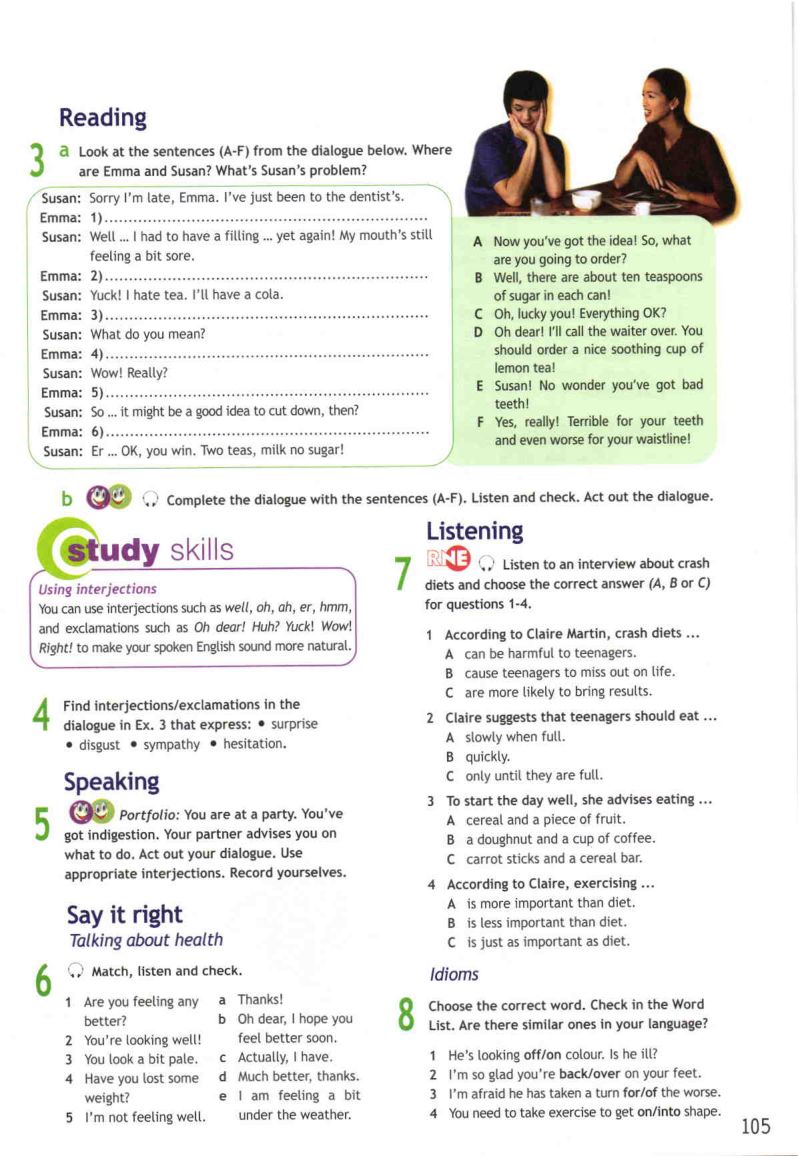 Reading
3 a Look at the sentences (A-F) from the dialogue below. Where
are Emma and Susan? What's Susan's problem?
Susan: Sorry I'm late, Emma. I've just been to the dentist's.
Emma: 1)....................................................................
Susan: Well ... I had to have a filling ... yet again! My mouth's still
feeling a bit sore.
Emma: 2)....................................................................
Susan: Yuck! I hate tea. I'll have a cola.
Emma: 3)....................................................................
Susan: What do you mean?
Emma: 4)....................................................................
Susan: Wow! Really?
Emma: 5)....................................................................
Susan: So ... it might be a good idea to cut down, then?
Emma: 6)....................................................................
Susan: Er ... OK, you win. Two teas, milk no sugar!
A Now you've got the idea! So, what
are you going to order?
B Well, there are about ten teaspoons
of sugar in each can!
C Oh, lucky you! Everything OK?
D Oh dear! I'll call the waiter over. You
should order a nice soothing cup of
lemon tea!
E Susan! No wonder you've got bad
teeth!
F Yes, really! Terrible for your teeth
and even worse for your waistline!
b Complete the dialogue with the sentences (A-F). Listen and check. Act out the dialogue.
study skills
Using interjections
You can use interjections such as well, oh, ah, er, hmm,
and exclamations such as Oh dear! Huh? Yuck! Wow!
Right! to make your spoken English sound more natural.
4 Find interjections/exclamations in the
dialogue in Ex. 3 that express: • surprise
• disgust • sympathy • hesitation.
Speaking
5 Portfolio: You are at a party. You've
got indigestion. Your partner advises you on
what to do. Act out your dialogue. Use
appropriate interjections. Record yourselves.
Say it right
Talking about health
6 Match, listen and check.
1 Are you feeling any
better?
2 You're looking well!
3 You look a bit pale.
4 Have you lost some
weight?
5 I'm not feeling well.
a Thanks!
b Oh dear, I hope you
feel better soon.
c Actually, I have.
d Much better, thanks.
e I am feeling a bit
under the weather.
Listening
7 RNE Listen to an interview about crash
diets and choose the correct answer (A, B or C)
for questions 1-4.
1 According to Claire Martin, crash diets ...
A can be harmful to teenagers.
B cause teenagers to miss out on life.
C are more likely to bring results.
2 Claire suggests that teenagers should eat ...
A slowly when full.
B quickly.
C only until they are full.
3 To start the day well, she advises eating ...
A cereal and a piece of fruit.
B a doughnut and a cup of coffee.
C carrot sticks and a cereal bar.
4 According to Claire, exercising ...
A is more important than diet.
B is less important than diet.
C is just as important as diet.
Idioms
8 Choose the correct word. Check in the Word
List. Are there similar ones in your language?
1 He's looking off/on colour. Is he ill?
2 I'm so glad you're back/over on your feet.
3 I'm afraid he has taken a turn for/of the worse.
4 You need to take exercise to get on/into shape.
105